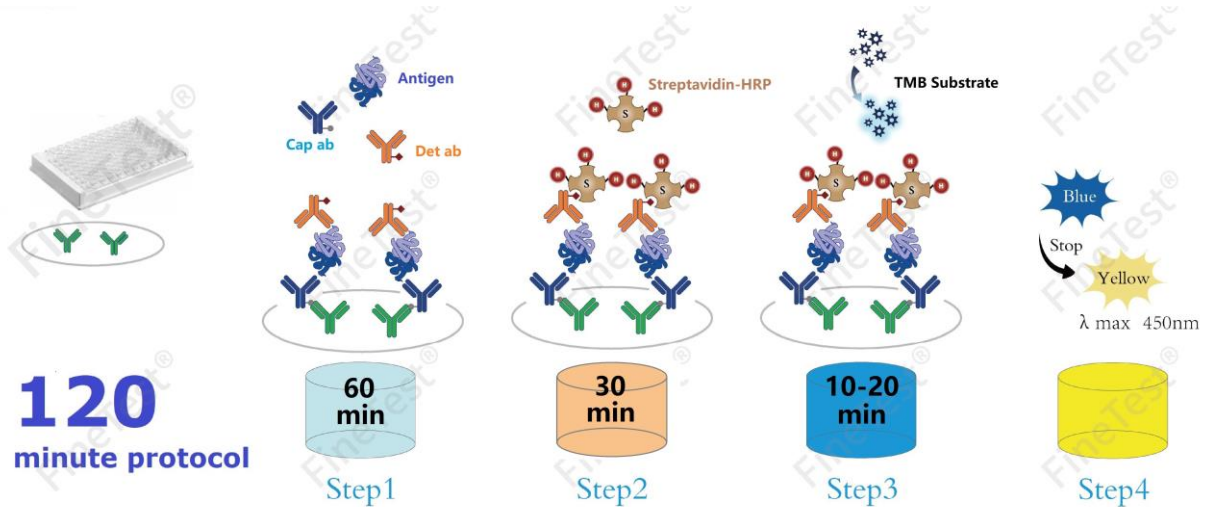 FineTest®
Antigen
Cap ab
Det ab
Streptavidin-HRP
H
H
H
S
TMB Substrate
H
H
H
S
S
H
H
H
H
S
S
H
Blue
Stop
Yellow
λ max 450nm
120
minute protocol
60
min
Step1
30
min
Step2
10-20
min
Step3
Step4